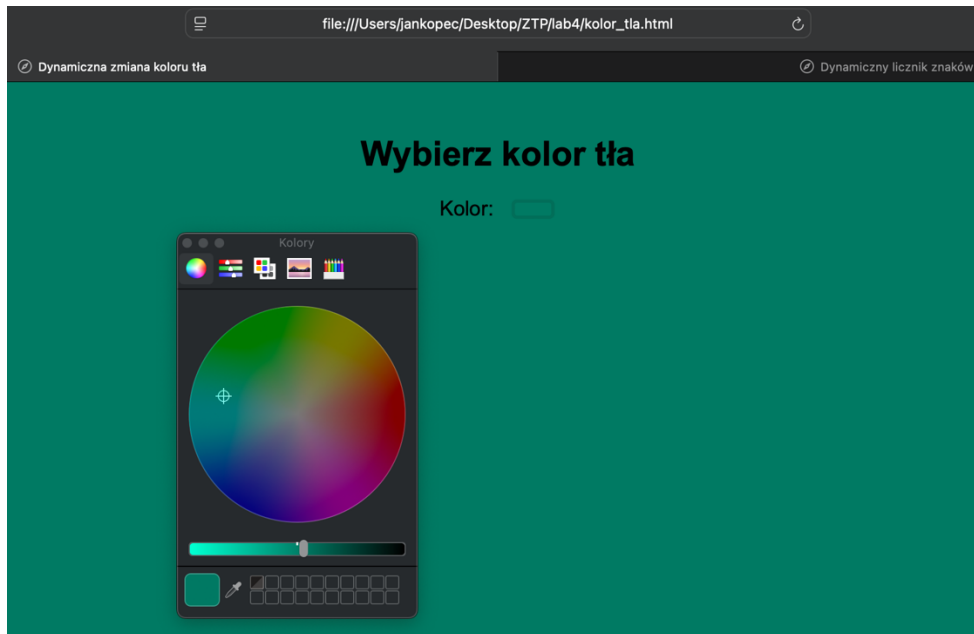 file:///Users/jankopec/Desktop/ZTP/lab4/kolor_tla.html
Dynamiczna zmiana koloru tła
Dynamiczny licznik znaków
Wybierz kolor tła
Kolor:
Kolory